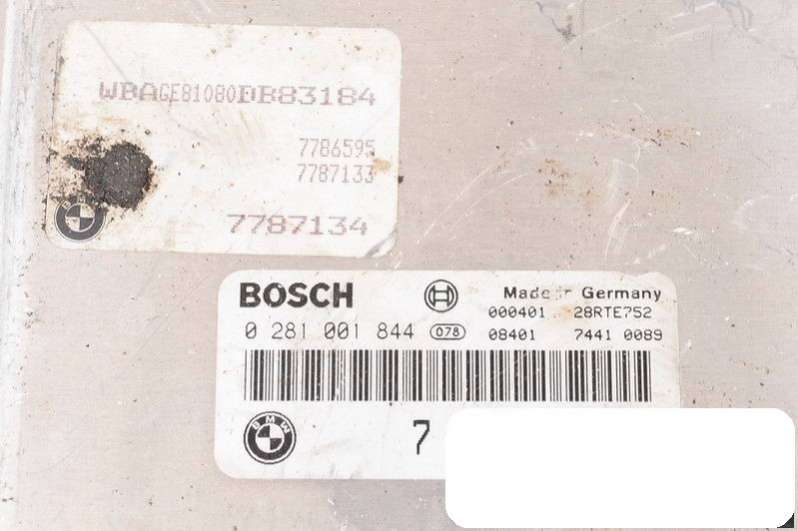 WBAGE81080DB83184
7786595
7787133
7787134
BOSCH
Made in Germany
000401 28RTE752
0 281 001 844 078
08401 7441 0089
BMW
7